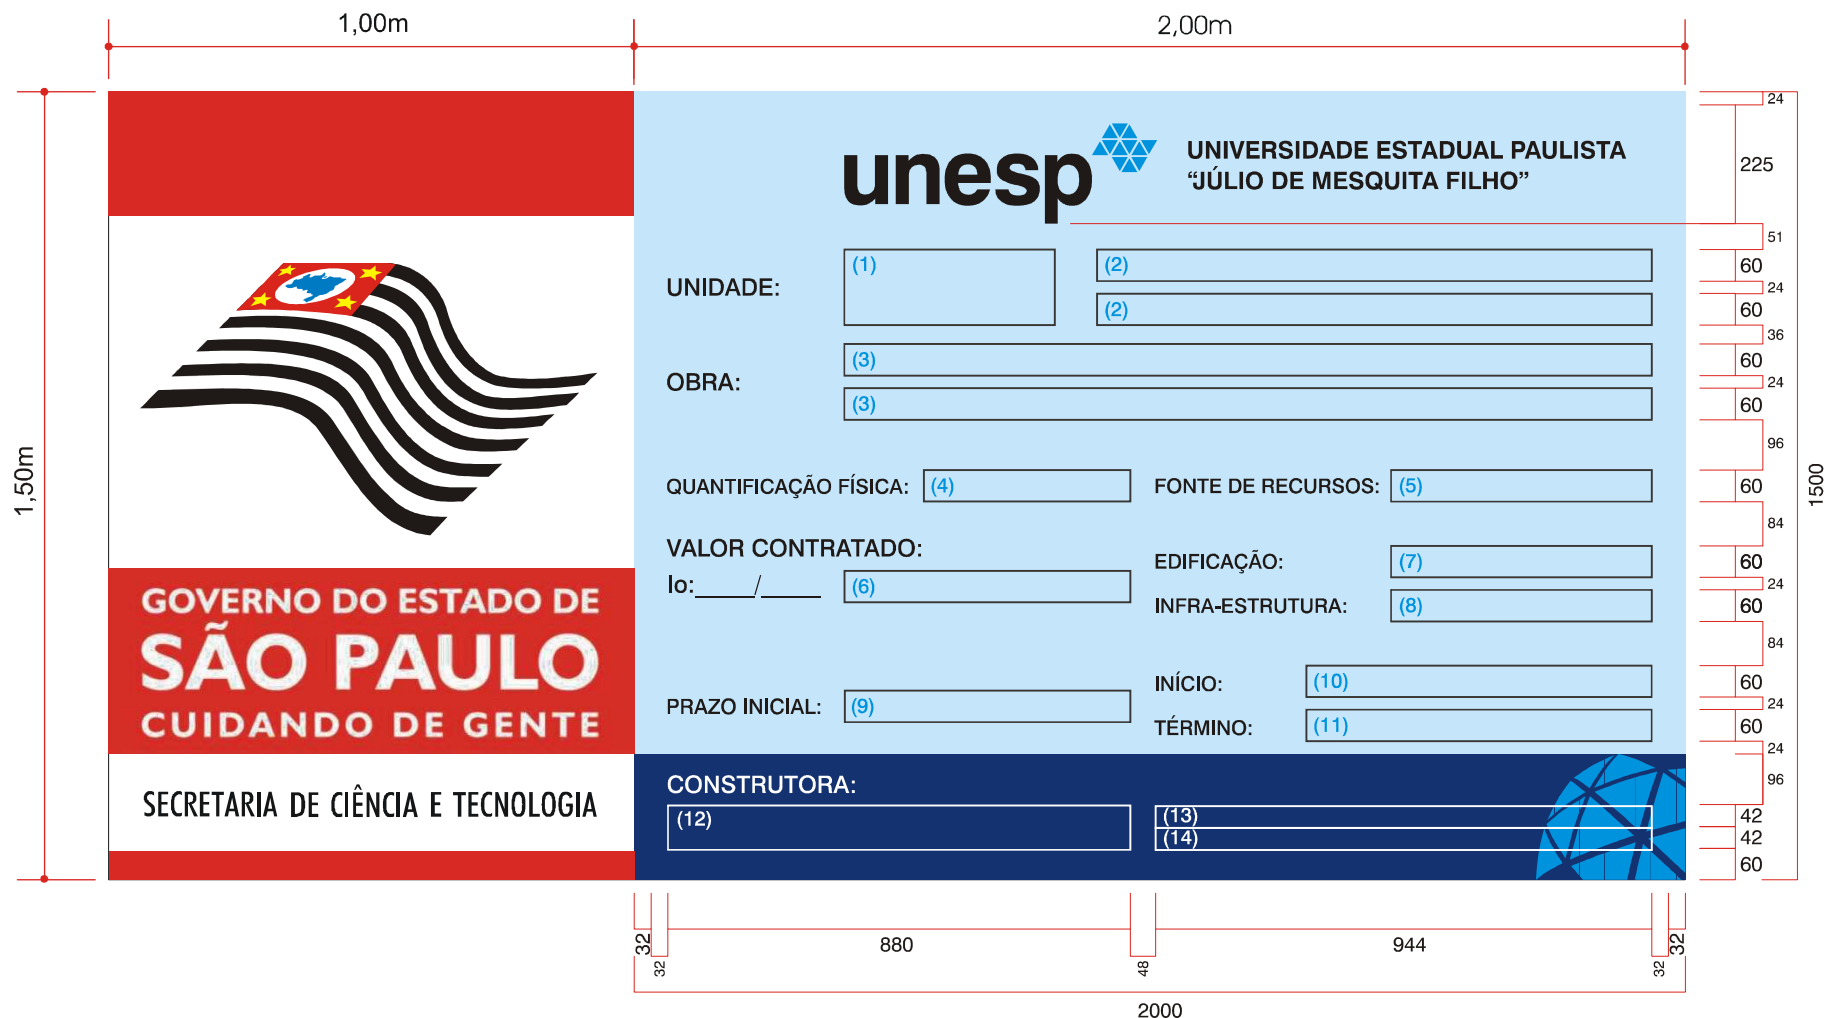 1,00m
2,00m
1,50m
GOVERNO DO ESTADO DE
SÃO PAULO
CUIDANDO DE GENTE
SECRETARIA DE CIÊNCIA E TECNOLOGIA
unesp
UNIVERSIDADE ESTADUAL PAULISTA
“JÚLIO DE MESQUITA FILHO”
UNIDADE:
(1)
(2)
(2)
OBRA:
(3)
(3)
QUANTIFICAÇÃO FÍSICA:
(4)
FONTE DE RECURSOS:
(5)
VALOR CONTRATADO:
Io:_____/_____
(6)
EDIFICAÇÃO:
(7)
INFRA-ESTRUTURA:
(8)
PRAZO INICIAL:
(9)
INÍCIO:
(10)
TÉRMINO:
(11)
CONSTRUTORA:
(12)
(13)
(14)
24
225
51
60
24
60
36
60
24
60
96
60
84
60
24
60
84
60
24
60
24
96
42
42
60
1500
32
32
880
48
944
32
32
2000